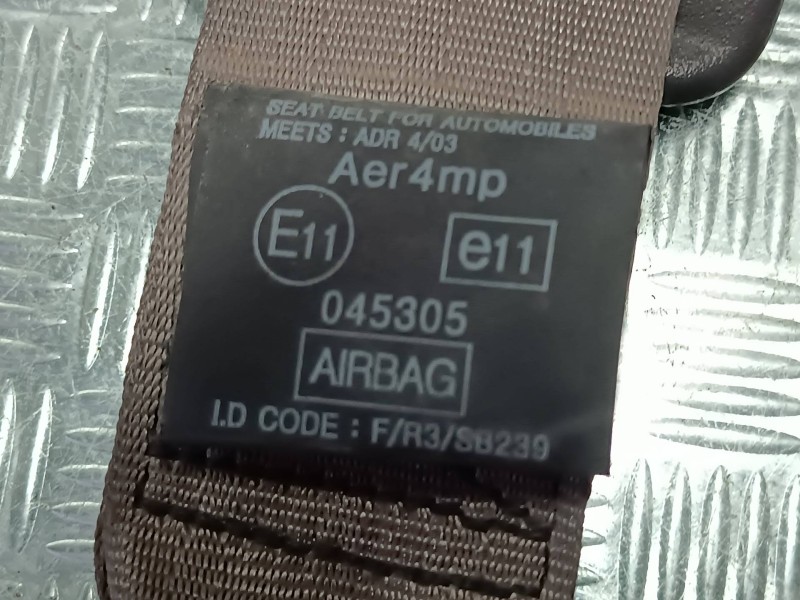 SEAT BELT FOR AUTOMOBILES
MEETS : ADR 4/03
Aer4mp
E11 e11
045305
AIRBAG
I.D CODE : F/R3/SB239